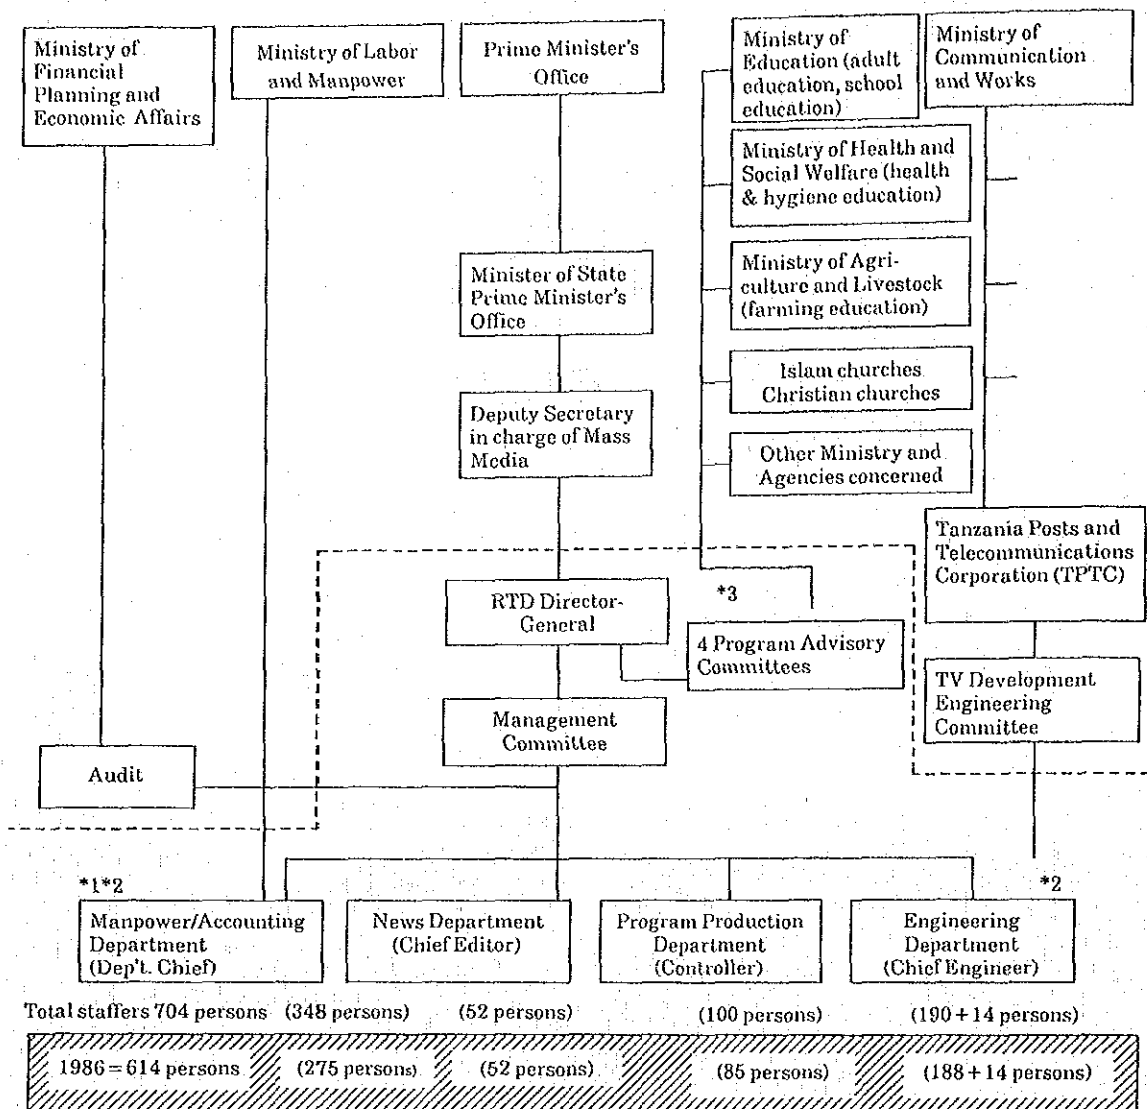 Ministry of
Financial
Planning and
Economic Affairs
Ministry of Labor
and Manpower
Prime Minister's
Office
Ministry of
Education (adult
education, school
education)
Ministry of
Communication
and Works
Ministry of Health and
Social Welfare (health
& hygiene education)
Minister of State
Prime Minister's
Office
Ministry of Agri-
culture and Livestock
(farming education)
Islam churches
Christian churches
Deputy Secretary
in charge of Mass
Media
Other Ministry and
Agencies concerned
Tanzania Posts and
Telecommunications
Corporation (TPTC)
RTD Director-
General
*3
4 Program Advisory
Committees
TV Development
Engineering
Committee
Management
Committee
Audit
*1*2
*2
Manpower/Accounting
Department
(Dep't. Chief)
News Department
(Chief Editor)
Program Production
Department
(Controller)
Engineering
Department
(Chief Engineer)
Total staffers 704 persons (348 persons) (52 persons) (100 persons) (190+14 persons)
1986=614 persons (275 persons) (52 persons) (85 persons) (188+14 persons)